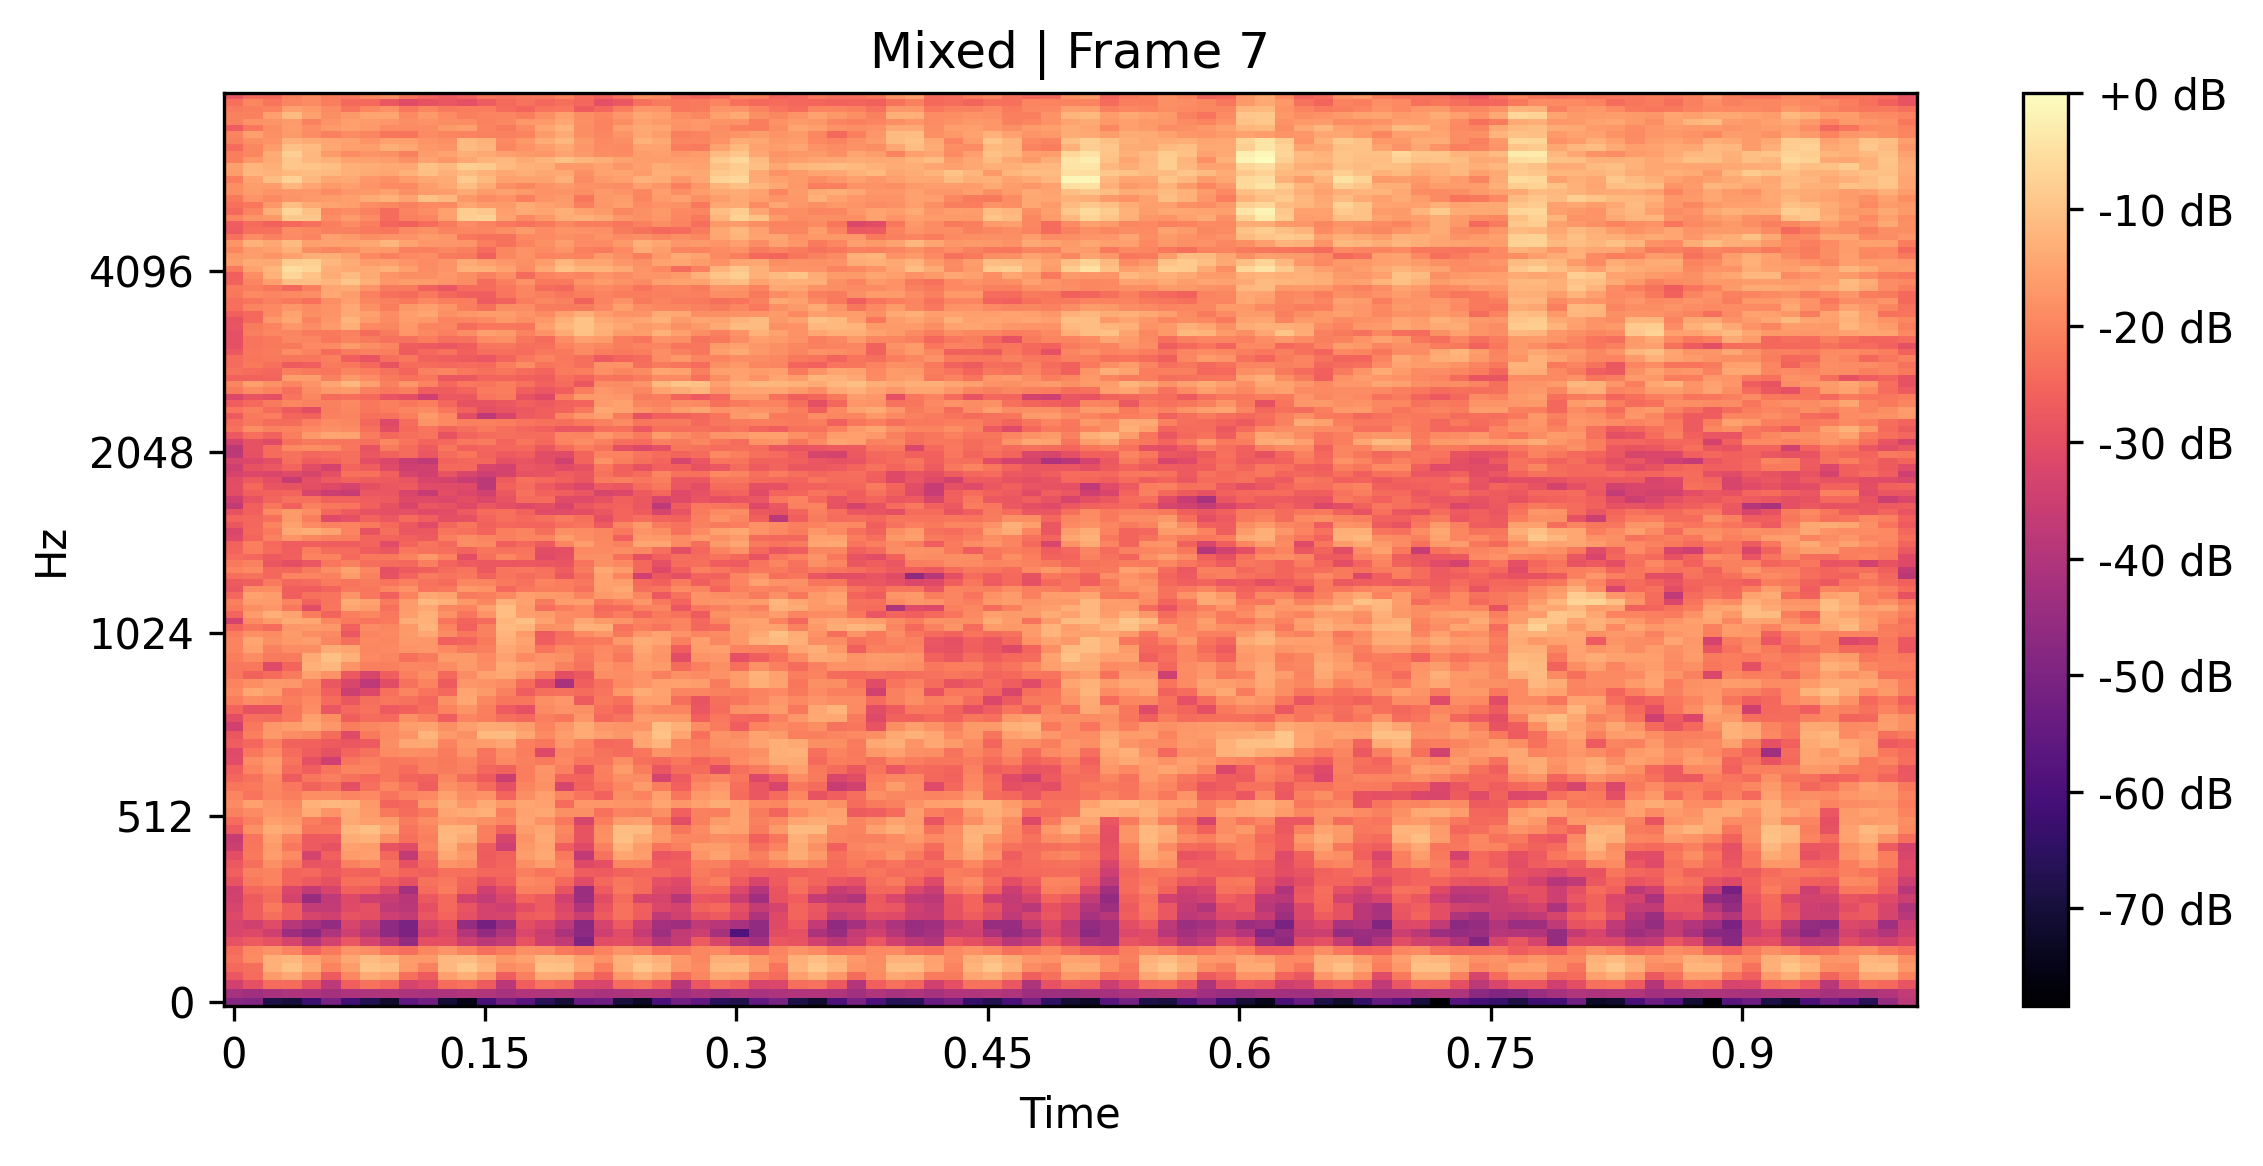 Mixed | Frame 7
+0 dB
-10 dB
-20 dB
-30 dB
-40 dB
-50 dB
-60 dB
-70 dB
Hz
4096
2048
1024
512
0
0 0.15 0.3 0.45 0.6 0.75 0.9
Time